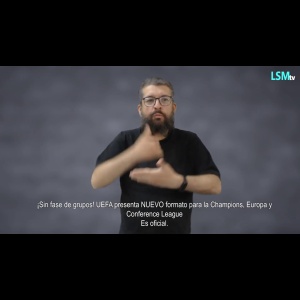 LSMtv
¡Sin fase de grupos! UEFA presenta NUEVO formato para la Champions, Europa y
Conference League
Es oficial.